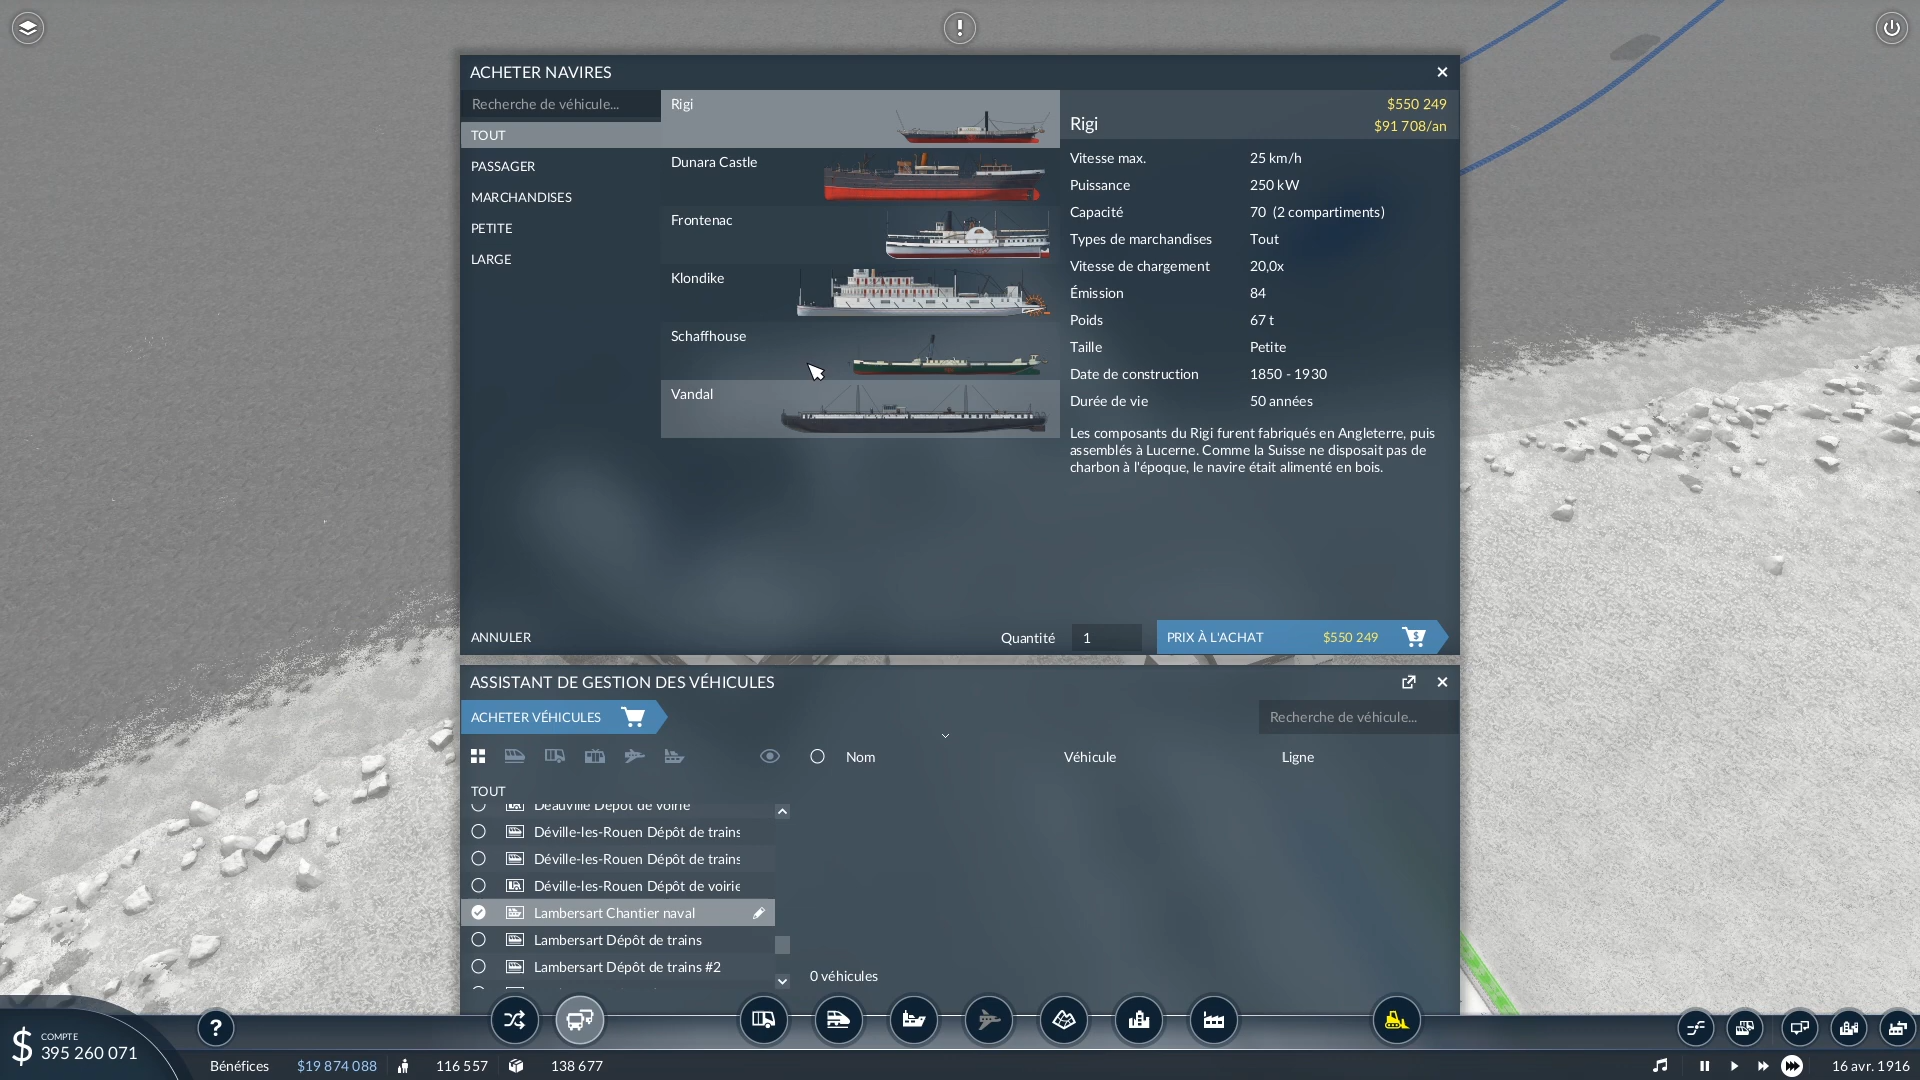 ACHETER NAVIRES
Recherche de véhicule...
TOUT
PASSAGER
MARCHANDISES
PETITE
LARGE
Rigi
Dunara Castle
Frontenac
Klondike
Schaffhouse
Vandal
$550 249
Rigi
$91 708/an
Vitesse max. 25 km/h
Puissance 250 kW
Capacité 70 (2 compartiments)
Types de marchandises Tout
Vitesse de chargement 20,0x
Émission 84
Poids 67 t
Taille Petite
Date de construction 1850 - 1930
Durée de vie 50 années
Les composants du Rigi furent fabriqués en Angleterre, puis
assemblés à Lucerne. Comme la Suisse ne disposait pas de
charbon à l'époque, le navire était alimenté en bois.
ANNULER
Quantité 1
PRIX À L'ACHAT $550 249
ASSISTANT DE GESTION DES VÉHICULES
ACHETER VÉHICULES
Recherche de véhicule...
Nom Véhicule Ligne
TOUT
Deauville Dépôt de voirie
Déville-les-Rouen Dépôt de trains
Déville-les-Rouen Dépôt de trains
Déville-les-Rouen Dépôt de voirie
Lambersart Chantier naval
Lambersart Dépôt de trains
Lambersart Dépôt de trains #2
0 véhicules
COMPTE
$ 395 260 071
?
Bénéfices $19 874 088 116 557 138 677
16 avr. 1916